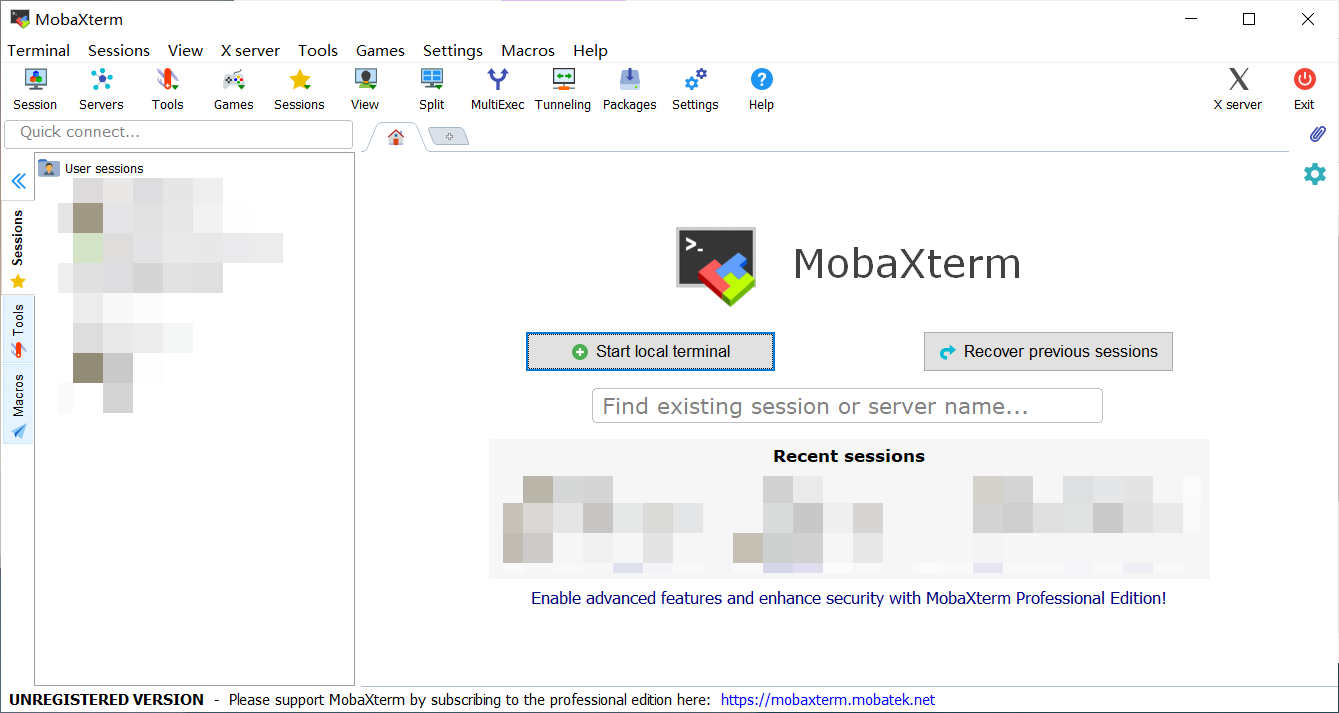 MobaXterm
Terminal Sessions View X server Tools Games Settings Macros Help
Session Servers Tools Games Sessions View Split MultiExec Tunneling Packages Settings Help X server Exit
Quick connect...
User sessions
Sessions
Tools
Macros
>_
MobaXterm
Start local terminal
Recover previous sessions
Find existing session or server name...
Recent sessions
Enable advanced features and enhance security with MobaXterm Professional Edition!
UNREGISTERED VERSION - Please support MobaXterm by subscribing to the professional edition here: https://mobaxterm.mobatek.net